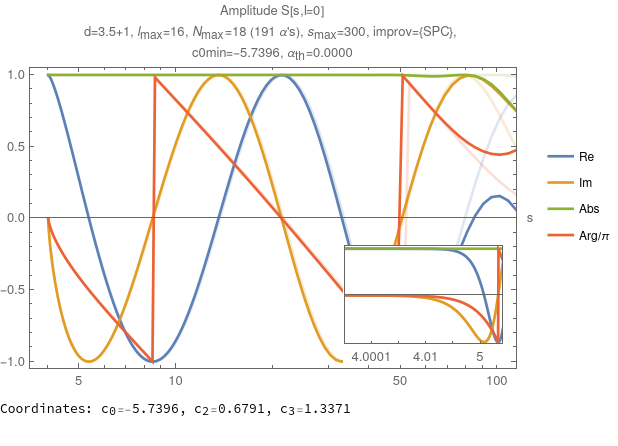 Amplitude S[s,l=0]
d=3.5+1, lmax=16, Nmax=18 (191 α's), smax=300, improv={SPC},
c0min=−5.7396, αth=0.0000
1.0
0.5
0.0
−0.5
−1.0
s
Re
Im
Abs
Arg/π
4.0001 4.01 5
5 10 50 100
Coordinates: c0=−5.7396, c2=0.6791, c3=1.3371